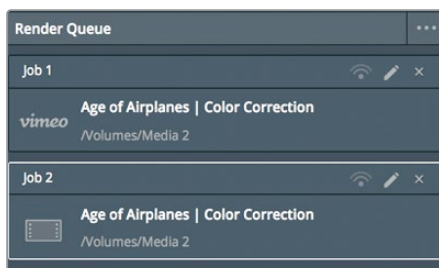 Render Queue
Job 1
vimeo
Age of Airplanes | Color Correction
/Volumes/Media 2
Job 2
Age of Airplanes | Color Correction
/Volumes/Media 2